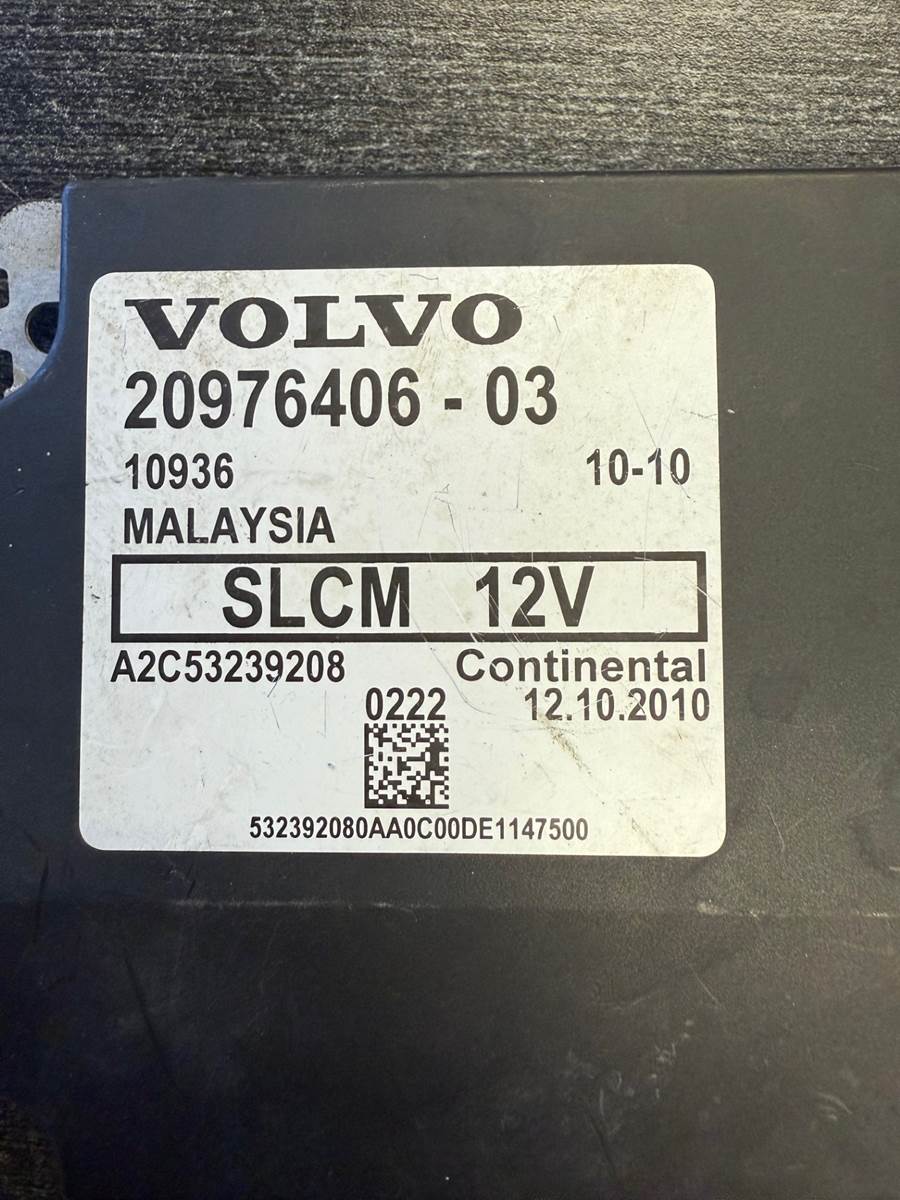 VOLVO
20976406 - 03
10936 10-10
MALAYSIA
SLCM 12V
A2C53239208 Continental
0222 12.10.2010
532392080AA0C00DE1147500